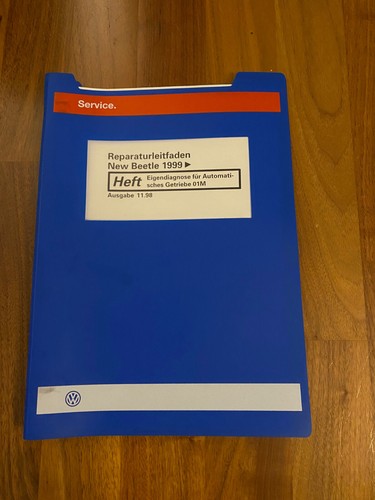 Service.
Reparaturleitfaden
New Beetle 1999 ►
Heft Eigendiagnose für Automati-
sches Getriebe 01M
Ausgabe 11.98